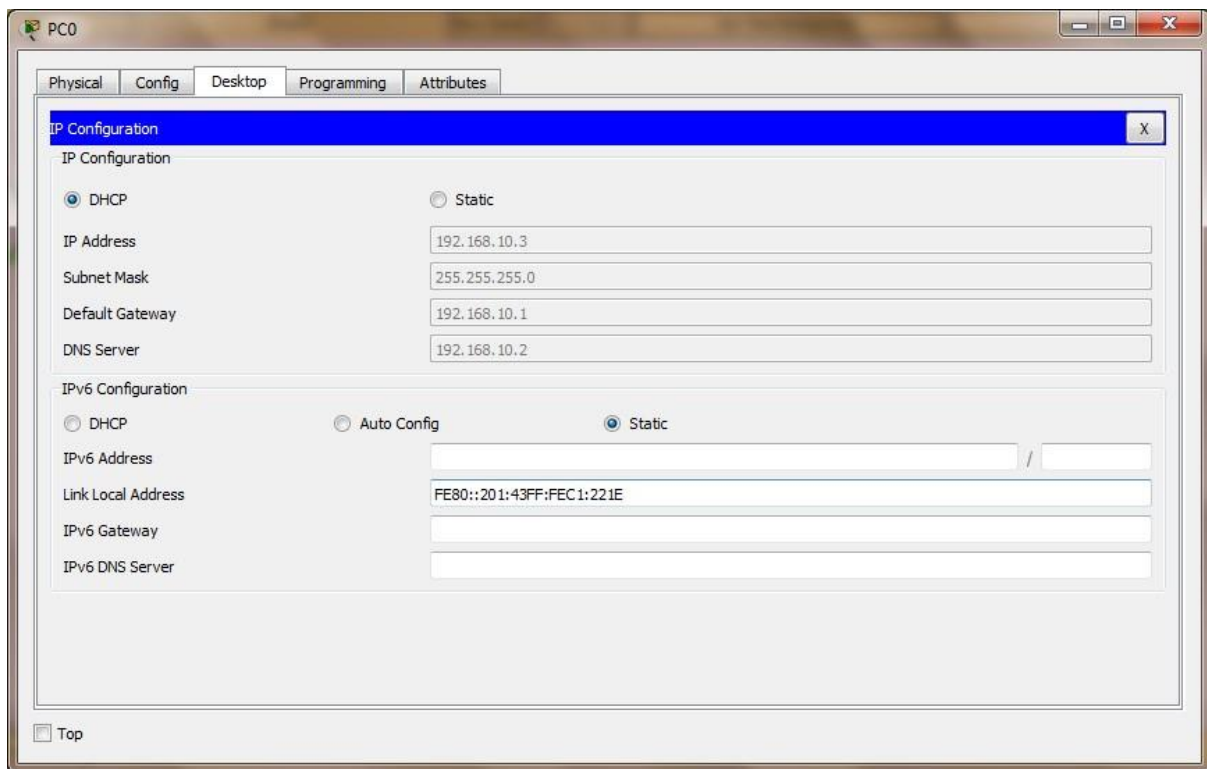 PC0
Physical Config Desktop Programming Attributes
IP Configuration X
IP Configuration
DHCP Static
IP Address 192.168.10.3
Subnet Mask 255.255.255.0
Default Gateway 192.168.10.1
DNS Server 192.168.10.2
IPv6 Configuration
DHCP Auto Config Static
IPv6 Address /
Link Local Address FE80::201:43FF:FEC1:221E
IPv6 Gateway
IPv6 DNS Server
Top